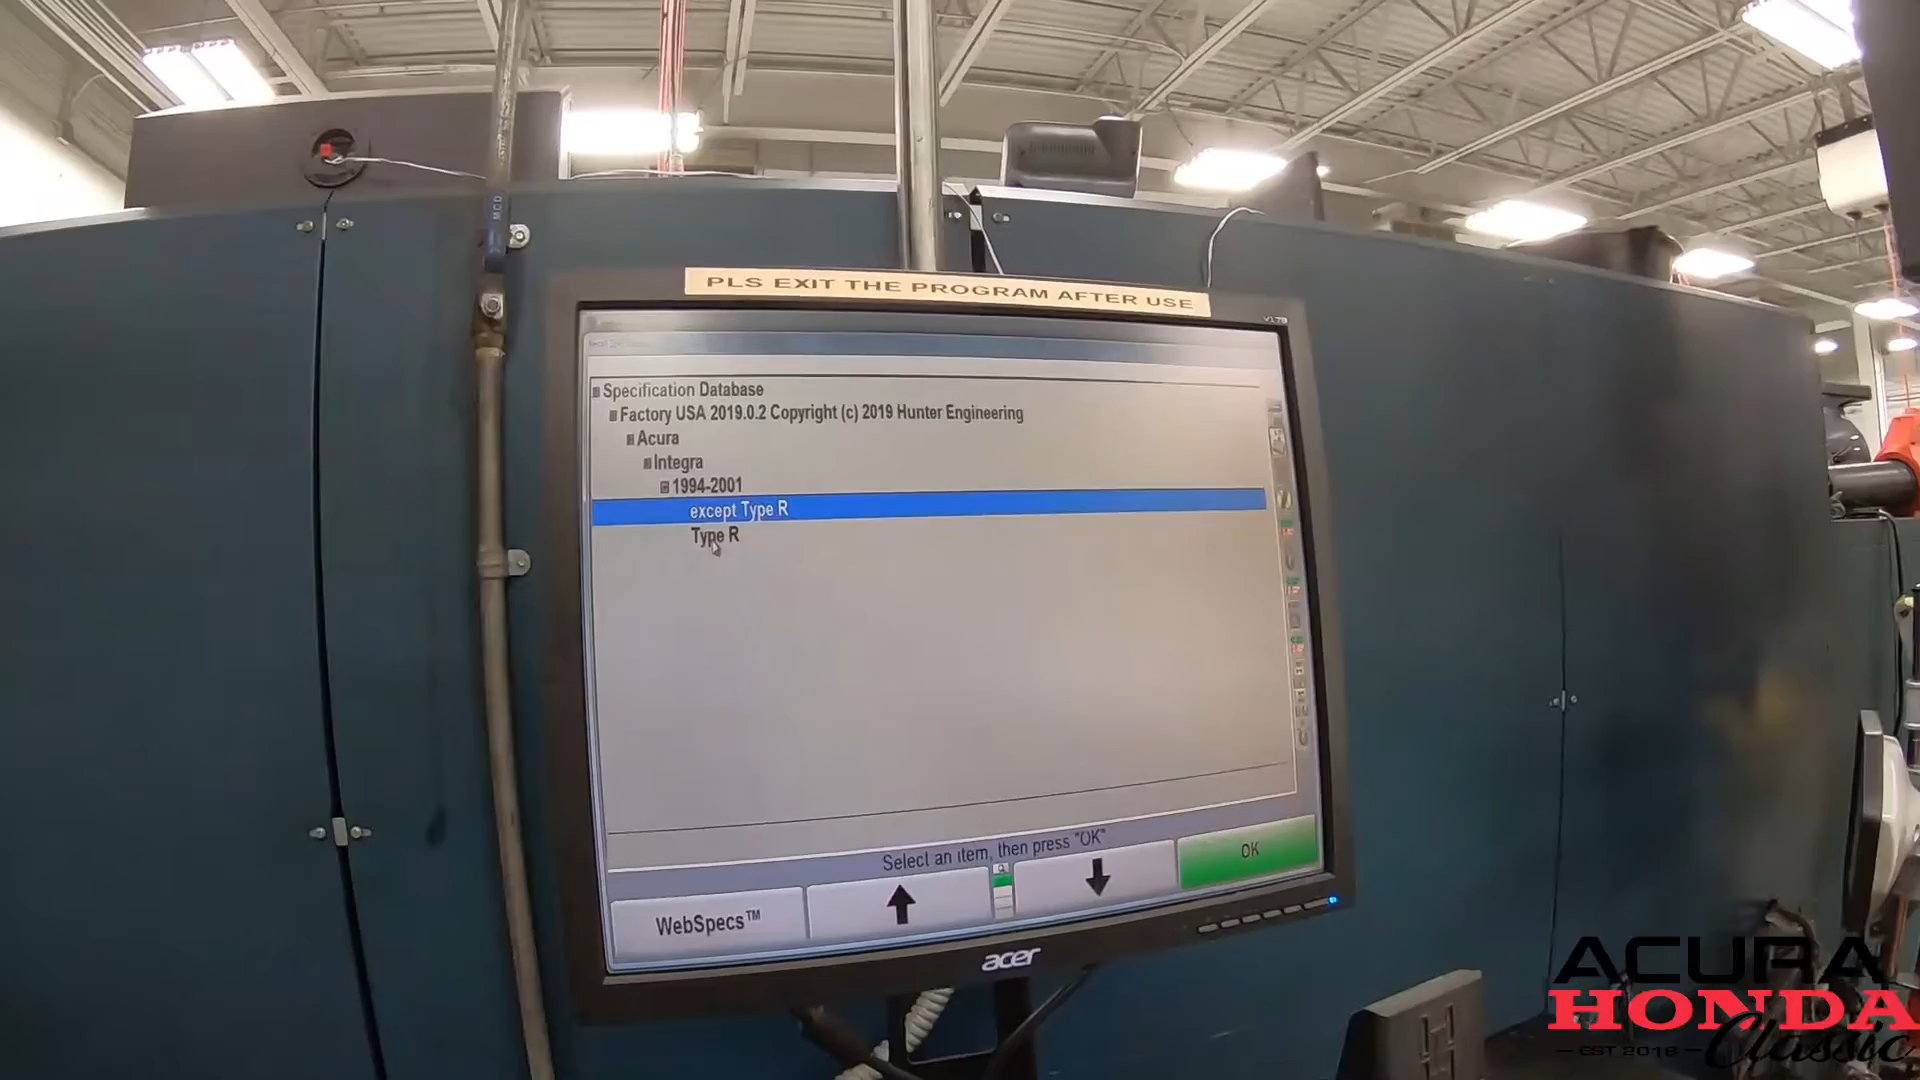 PLS EXIT THE PROGRAM AFTER USE
V173
Specification Database
Factory USA 2019.0.2 Copyright (c) 2019 Hunter Engineering
Acura
Integra
1994-2001
except Type R
Type R
Select an item, then press "OK"
WebSpecs™
OK
acer
ACURA
HONDA
Classic
EST 2018